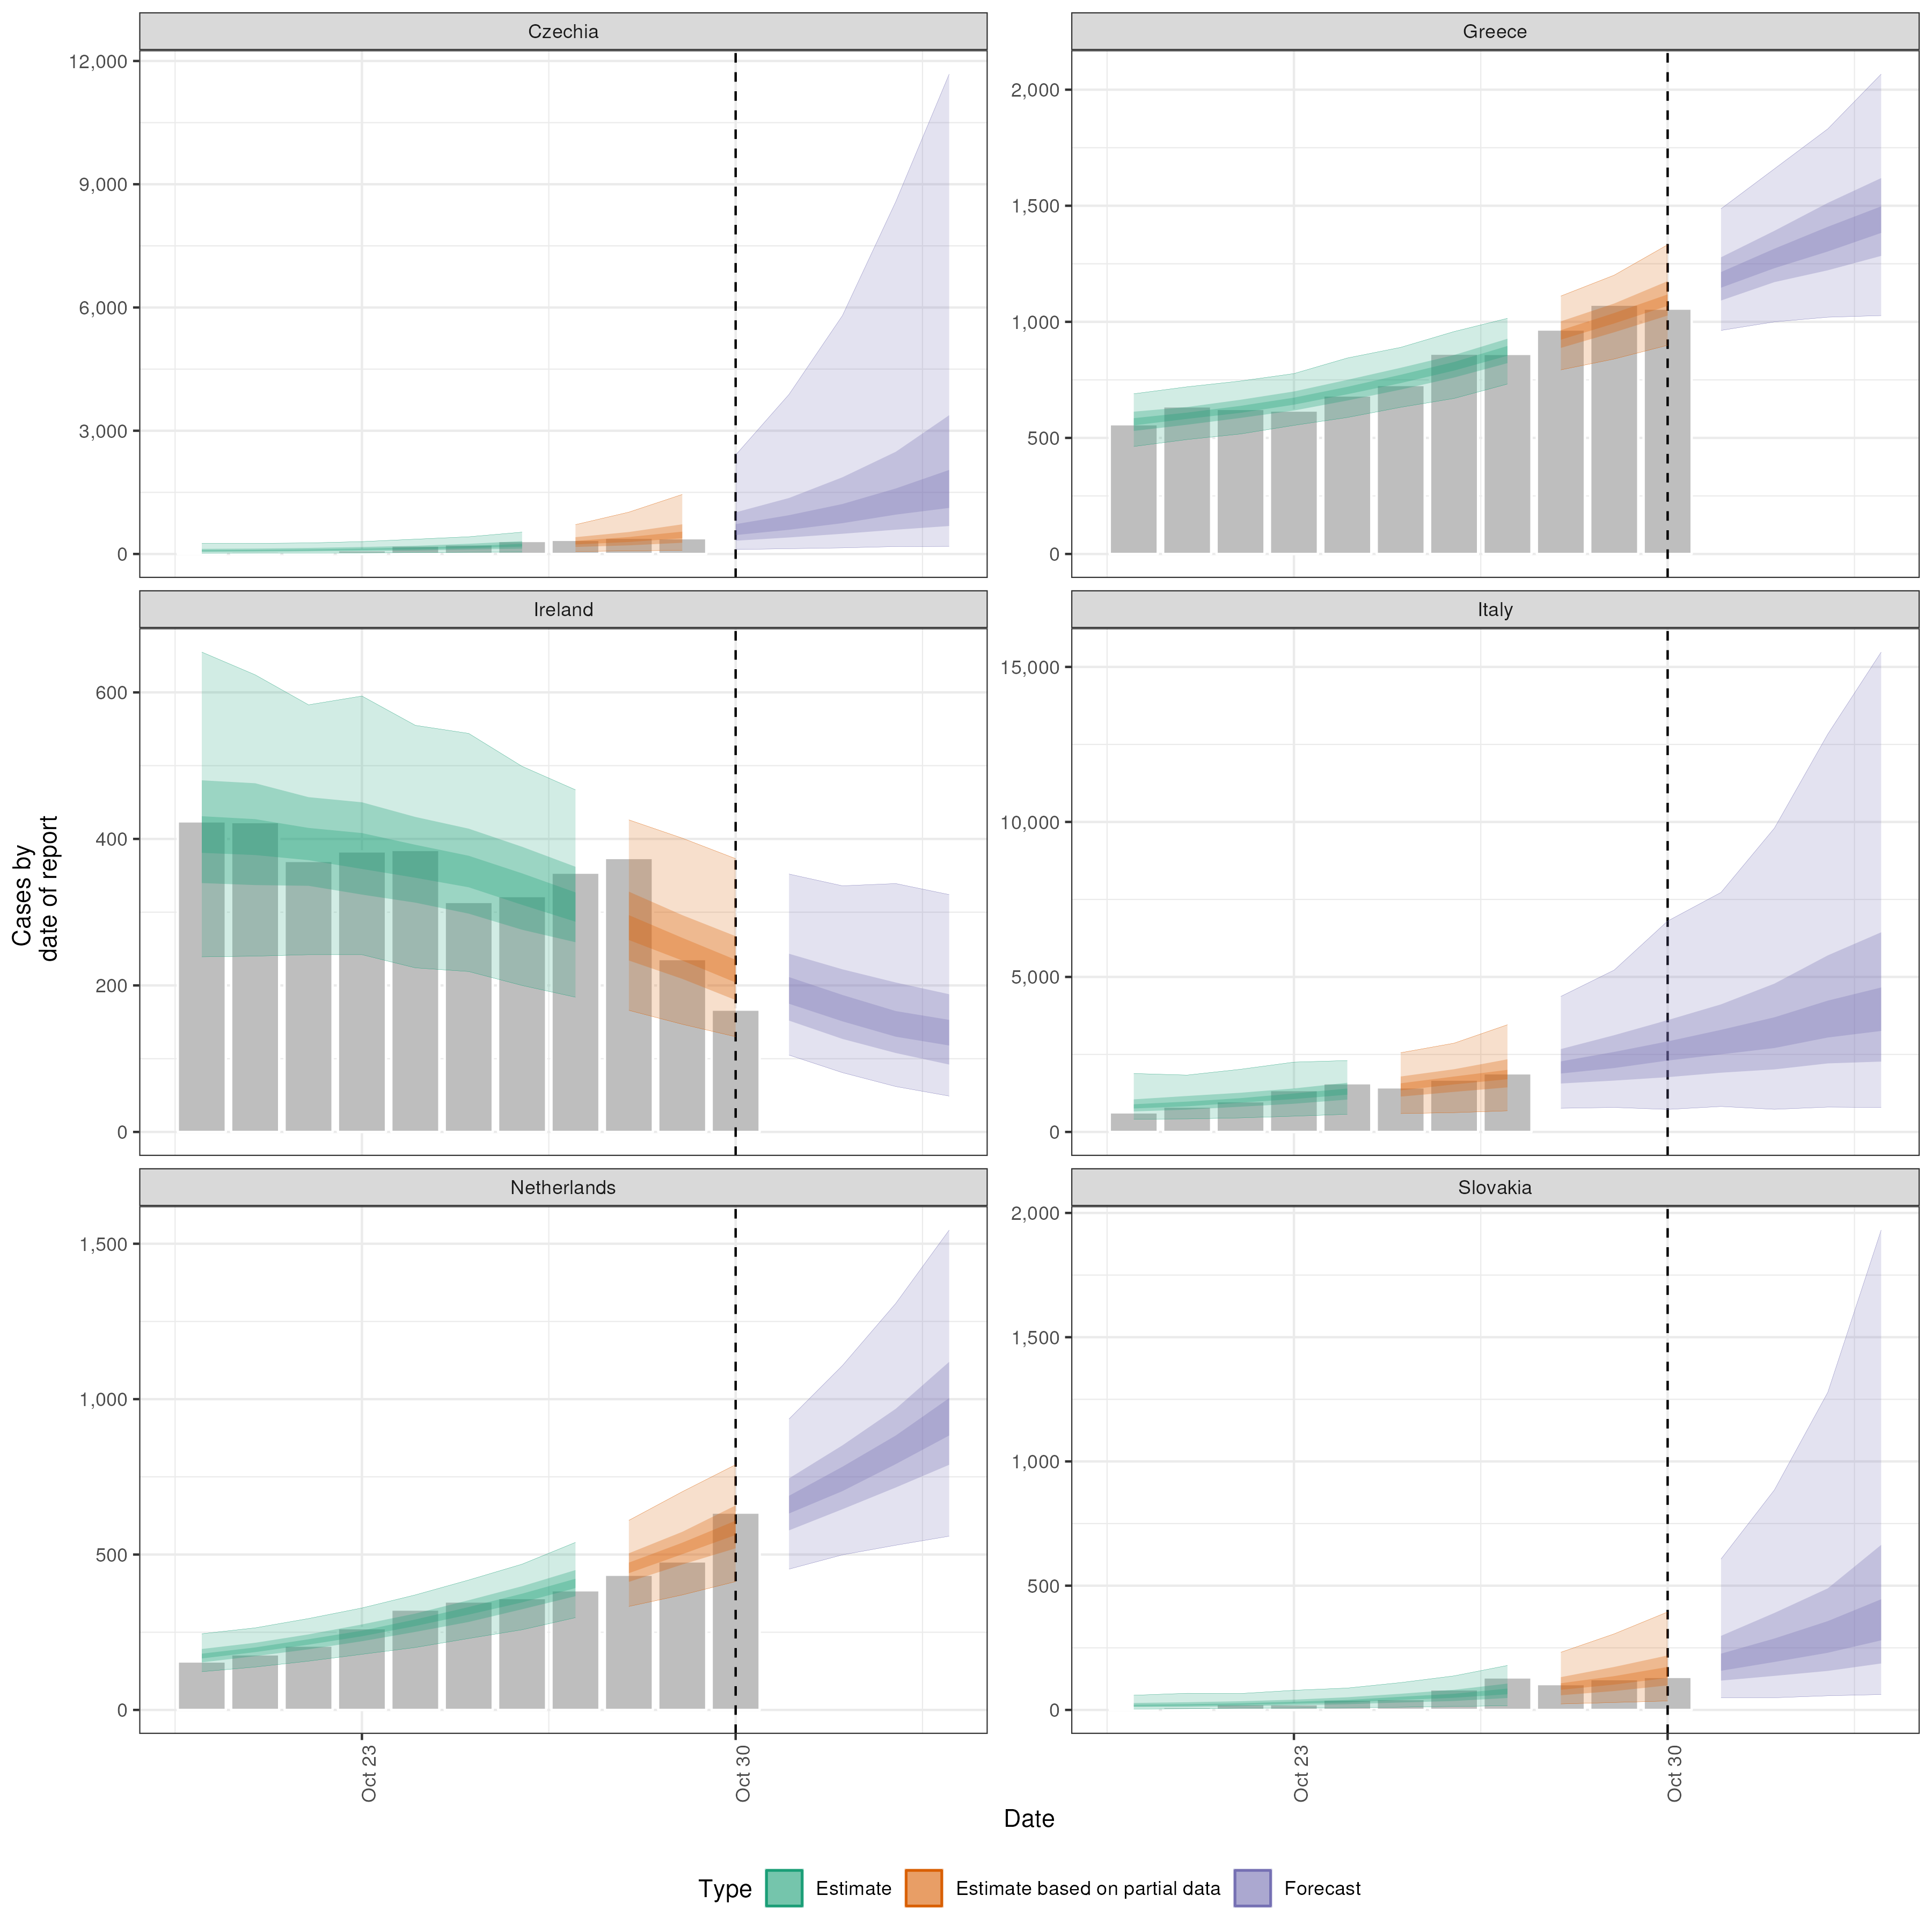 Czechia
Greece
12,000
9,000
6,000
3,000
0
2,000
1,500
1,000
500
0
Ireland
Italy
600
400
200
0
15,000
10,000
5,000
0
Cases by
date of report
Netherlands
Slovakia
1,500
1,000
500
0
2,000
1,500
1,000
500
0
Oct 23
Oct 30
Oct 23
Oct 30
Date
Type Estimate Estimate based on partial data Forecast